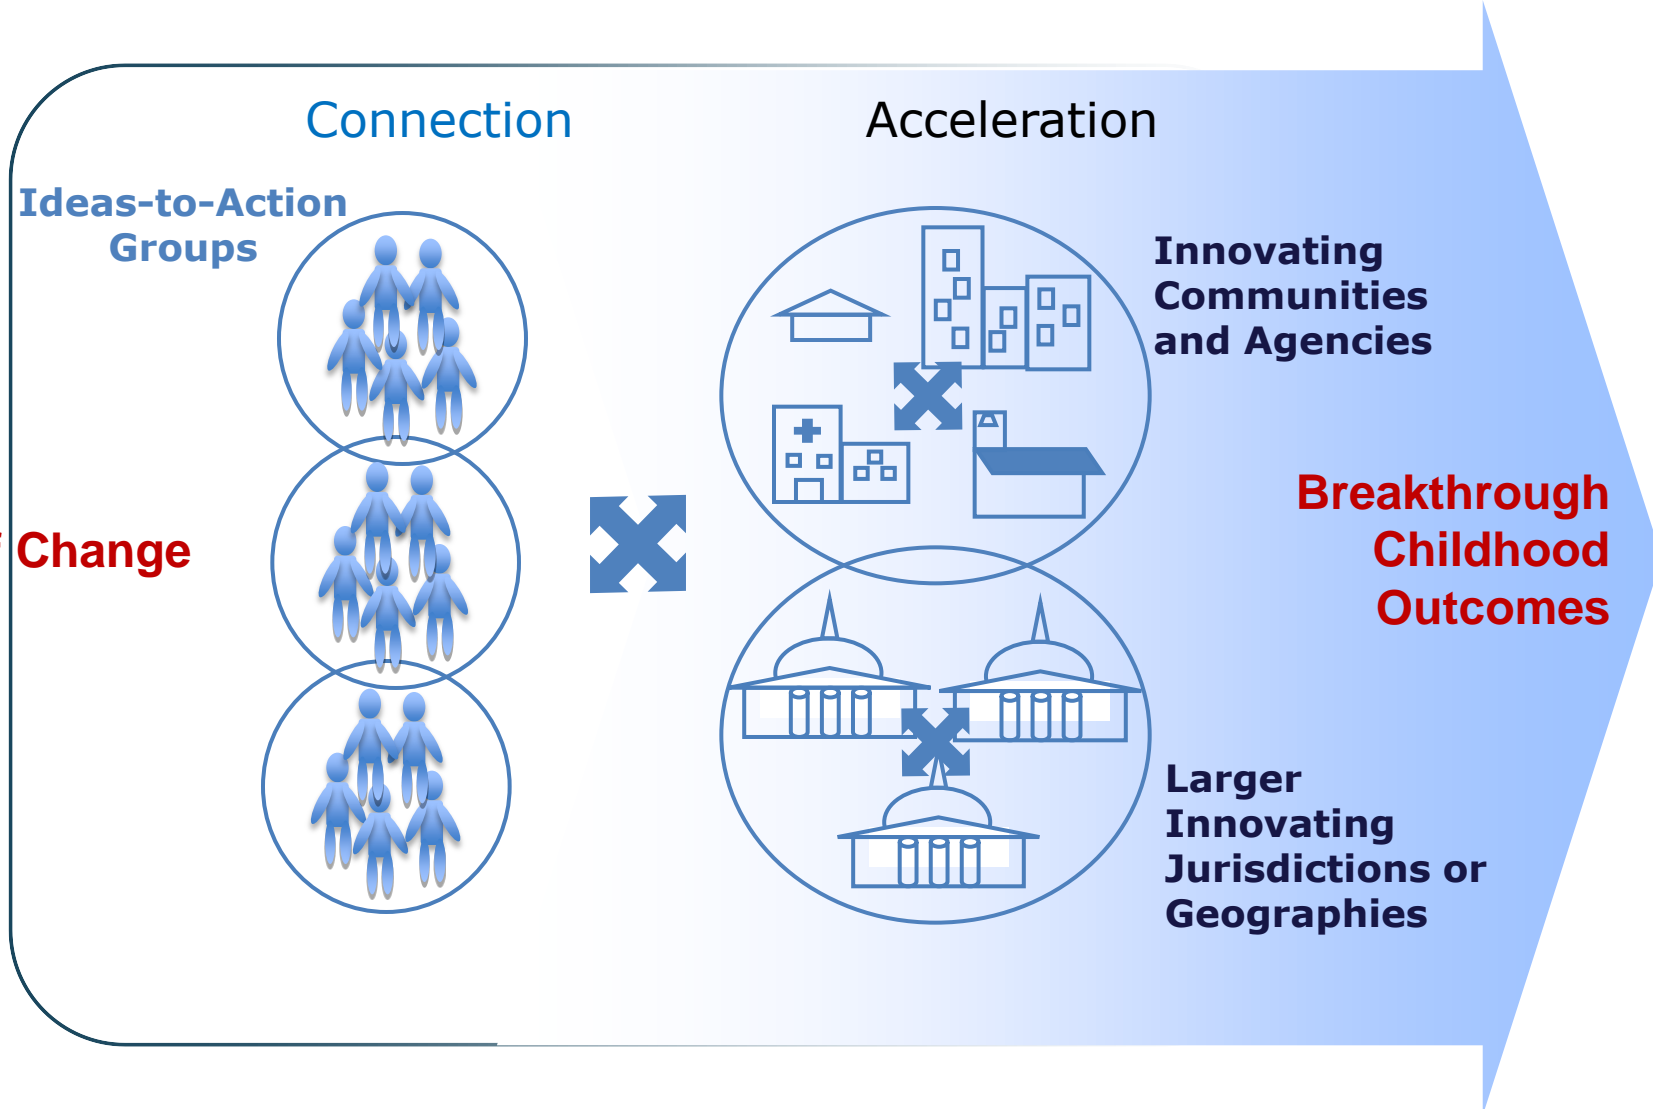 Connection
Acceleration
Ideas-to-Action
Groups
Innovating
Communities
and Agencies
Change
Breakthrough
Childhood
Outcomes
Larger
Innovating
Jurisdictions or
Geographies